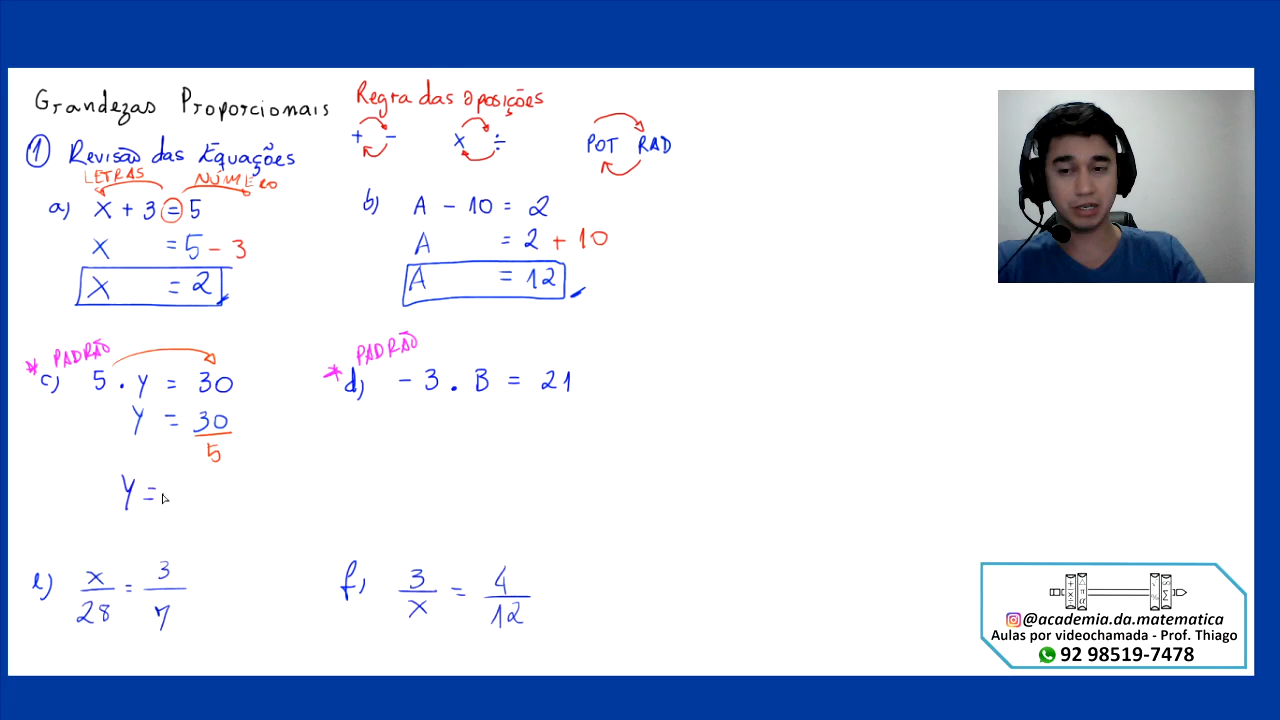 Grandezas Proporcionais
Regra das Oposições
+ -
x ÷
POT RAD
1 Revisão das Equações
LETRAS NÚMERO
a) x + 3 = 5
x = 5 - 3
x = 2
b) A - 10 = 2
A = 2 + 10
A = 12
* PADRÃO
c) 5 . y = 30
y = 30/5
y =
* PADRÃO
d) - 3 . B = 21
e) x/28 = 3/7
f) 3/x = 4/12
@academia.da.matematica
Aulas por videochamada - Prof. Thiago
92 98519-7478